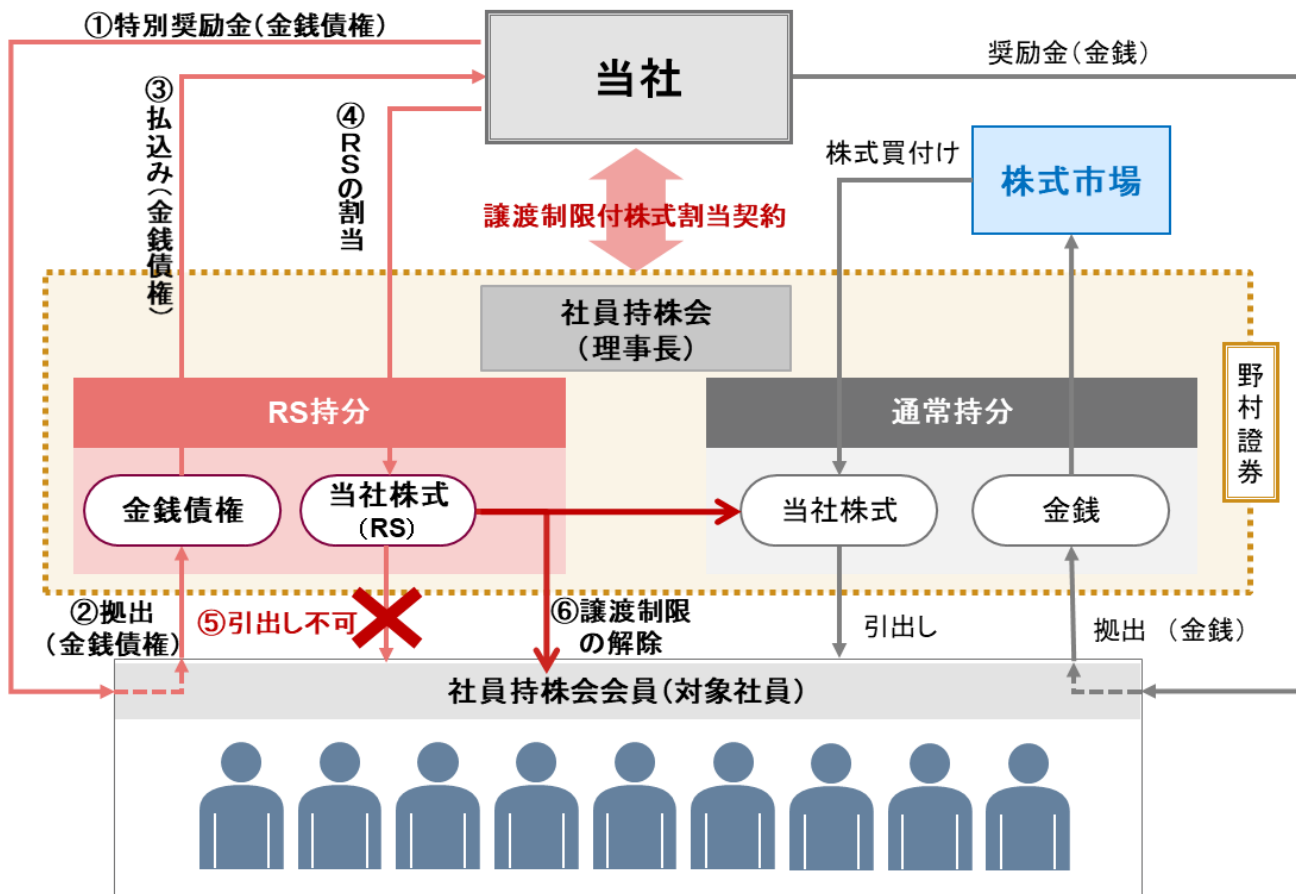 ①特別奨励金(金銭債権)
当社
奨励金(金銭)
③払込み(金銭債権)
④RSの割当
株式買付け
株式市場
譲渡制限付株式割当契約
社員持株会
(理事長)
野村證券
RS持分
通常持分
金銭債権
当社株式
(RS)
当社株式
金銭
②拠出
(金銭債権)
⑤引出し不可
⑥譲渡制限
の解除
引出し
拠出 (金銭)
社員持株会会員(対象社員)